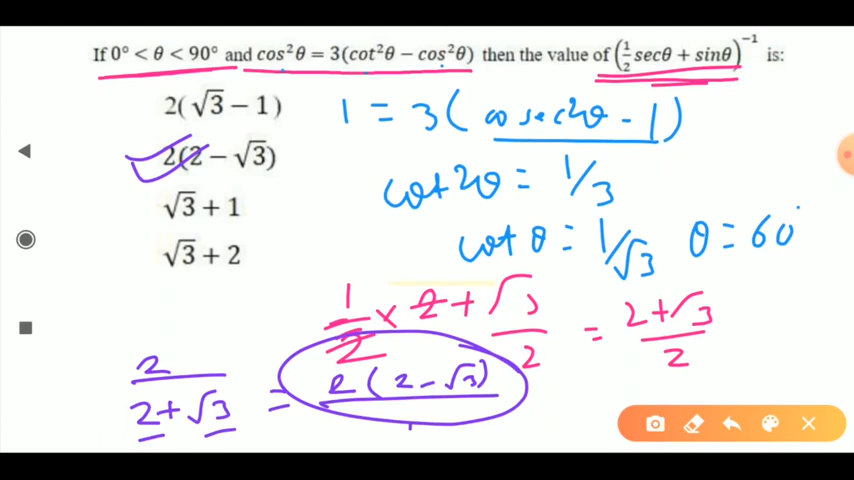 If 0° < θ < 90° and cos²θ = 3(cot²θ − cos²θ) then the value of (1/2 secθ + sinθ)⁻¹ is:
2(√3 − 1)
2(2 − √3)
√3 + 1
√3 + 2
1 = 3(cosec²θ - 1)
cot²θ = 1/3
cot θ = 1/√3 θ = 60°
1/2 × 2 + √3/2 = 2+√3/2
2/2+√3 = 2(2-√3)